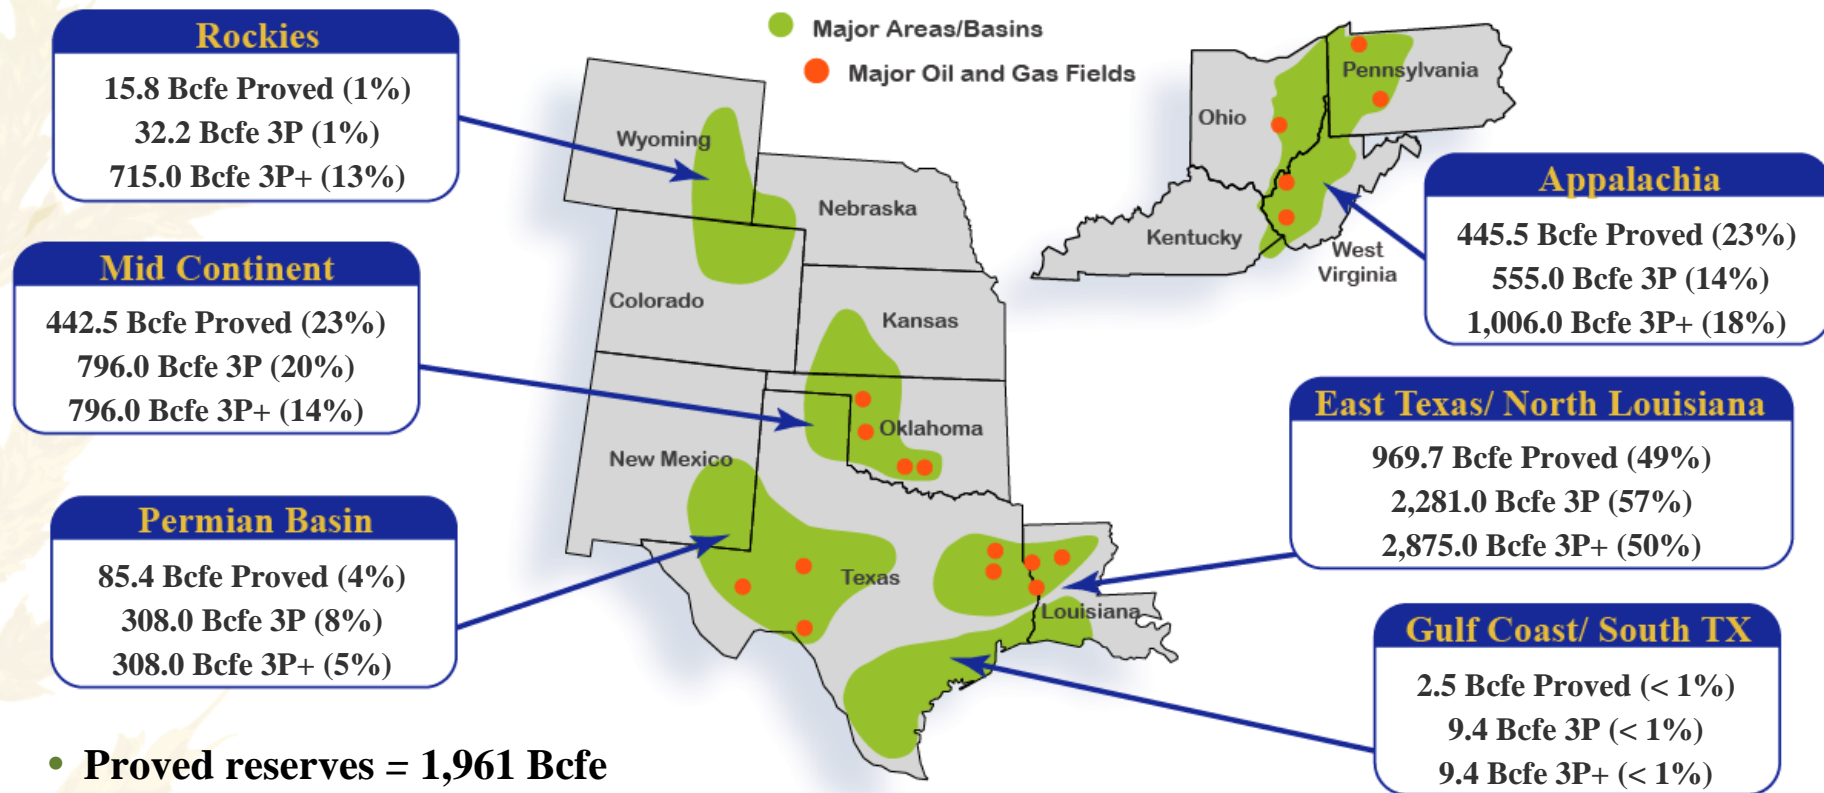 Major Areas/Basins
Major Oil and Gas Fields
Rockies
15.8 Bcfe Proved (1%)
32.2 Bcfe 3P (1%)
715.0 Bcfe 3P+ (13%)
Mid Continent
442.5 Bcfe Proved (23%)
796.0 Bcfe 3P (20%)
796.0 Bcfe 3P+ (14%)
Permian Basin
85.4 Bcfe Proved (4%)
308.0 Bcfe 3P (8%)
308.0 Bcfe 3P+ (5%)
Wyoming
Nebraska
Colorado
Kansas
Oklahoma
New Mexico
Texas
Louisiana
Pennsylvania
Ohio
Kentucky
West
Virginia
Appalachia
445.5 Bcfe Proved (23%)
555.0 Bcfe 3P (14%)
1,006.0 Bcfe 3P+ (18%)
East Texas/ North Louisiana
969.7 Bcfe Proved (49%)
2,281.0 Bcfe 3P (57%)
2,875.0 Bcfe 3P+ (50%)
Gulf Coast/ South TX
2.5 Bcfe Proved (< 1%)
9.4 Bcfe 3P (< 1%)
9.4 Bcfe 3P+ (< 1%)
• Proved reserves = 1,961 Bcfe